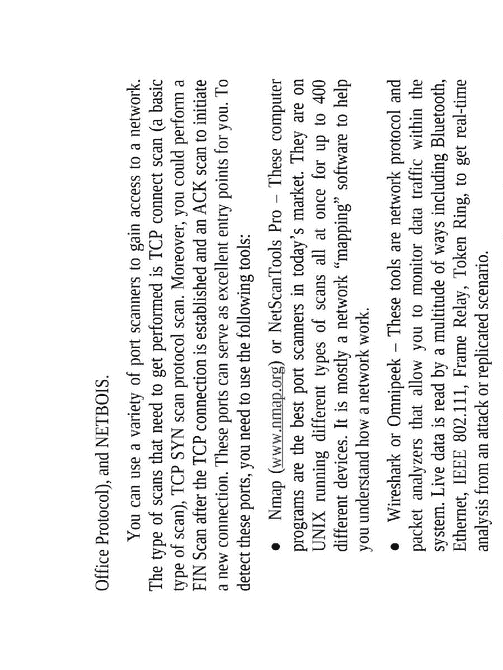 Office Protocol), and NETBOIS.
You can use a variety of port scanners to gain access to a network.
The type of scans that need to get performed is TCP connect scan (a basic
type of scan), TCP SYN scan protocol scan. Moreover, you could perform a
FIN Scan after the TCP connection is established and an ACK scan to initiate
a new connection. These ports can serve as excellent entry points for you. To
detect these ports, you need to use the following tools:
● Nmap (www.nmap.org) or NetScanTools Pro – These computer
programs are the best port scanners in today’s market. They are on
UNIX running different types of scans all at once for up to 400
different devices. It is mostly a network “mapping” software to help
you understand how a network work.
● Wireshark or Omnipeek – These tools are network protocol and
packet analyzers that allow you to monitor data traffic within the
system. Live data is read by a multitude of ways including Bluetooth,
Ethernet, IEEE 802.111, Frame Relay, Token Ring, to get real-time
analysis from an attack or replicated scenario.